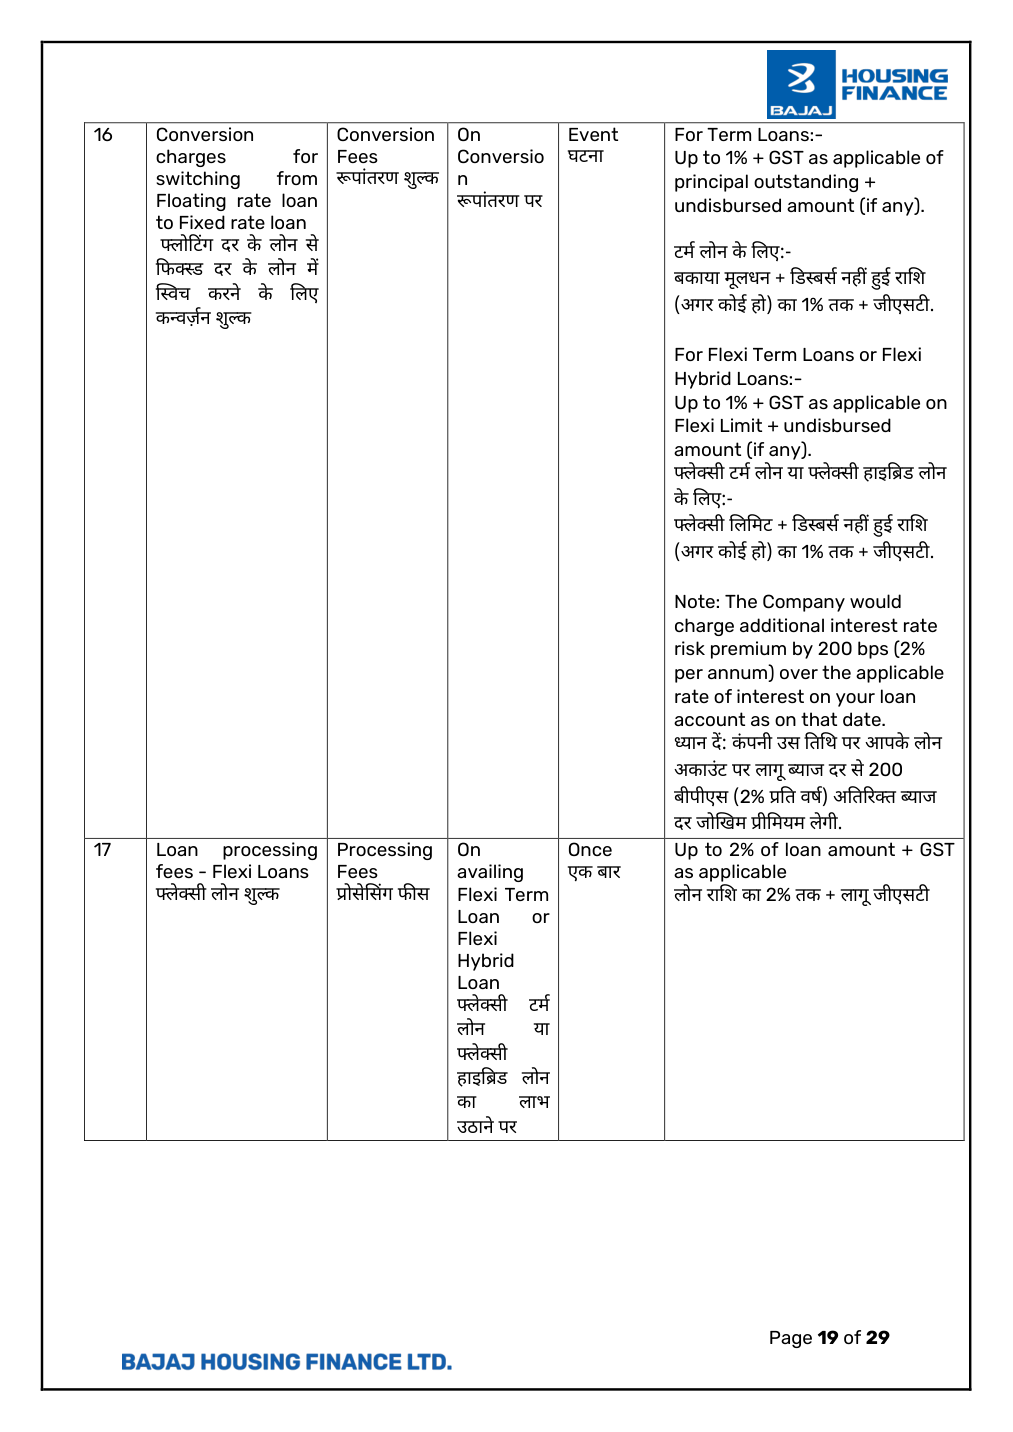 BAJAJ
HOUSING
FINANCE
16
Conversion
charges for
switching from
Floating rate loan
to Fixed rate loan
फ्लोटिंग दर के लोन से
फिक्स्ड दर के लोन में
स्विच करने के लिए
कन्वर्ज़न शुल्क
Conversion
Fees
रूपांतरण शुल्क
On
Conversio
n
रूपांतरण पर
Event
घटना
For Term Loans:-
Up to 1% + GST as applicable of
principal outstanding +
undisbursed amount (if any).
टर्म लोन के लिए:-
बकाया मूलधन + डिस्बर्स नहीं हुई राशि
(अगर कोई हो) का 1% तक + जीएसटी.
For Flexi Term Loans or Flexi
Hybrid Loans:-
Up to 1% + GST as applicable on
Flexi Limit + undisbursed
amount (if any).
फ्लेक्सी टर्म लोन या फ्लेक्सी हाइब्रिड लोन
के लिए:-
फ्लेक्सी लिमिट + डिस्बर्स नहीं हुई राशि
(अगर कोई हो) का 1% तक + जीएसटी.
Note: The Company would
charge additional interest rate
risk premium by 200 bps (2%
per annum) over the applicable
rate of interest on your loan
account as on that date.
ध्यान दें: कंपनी उस तिथि पर आपके लोन
अकाउंट पर लागू ब्याज दर से 200
बीपीएस (2% प्रति वर्ष) अतिरिक्त ब्याज
दर जोखिम प्रीमियम लेगी.
17
Loan processing
fees - Flexi Loans
फ्लेक्सी लोन शुल्क
Processing
Fees
प्रोसेसिंग फीस
On
availing
Flexi Term
Loan or
Flexi
Hybrid
Loan
फ्लेक्सी टर्म
लोन या
फ्लेक्सी
हाइब्रिड लोन
का लाभ
उठाने पर
Once
एक बार
Up to 2% of loan amount + GST
as applicable
लोन राशि का 2% तक + लागू जीएसटी
Page 19 of 29
BAJAJ HOUSING FINANCE LTD.